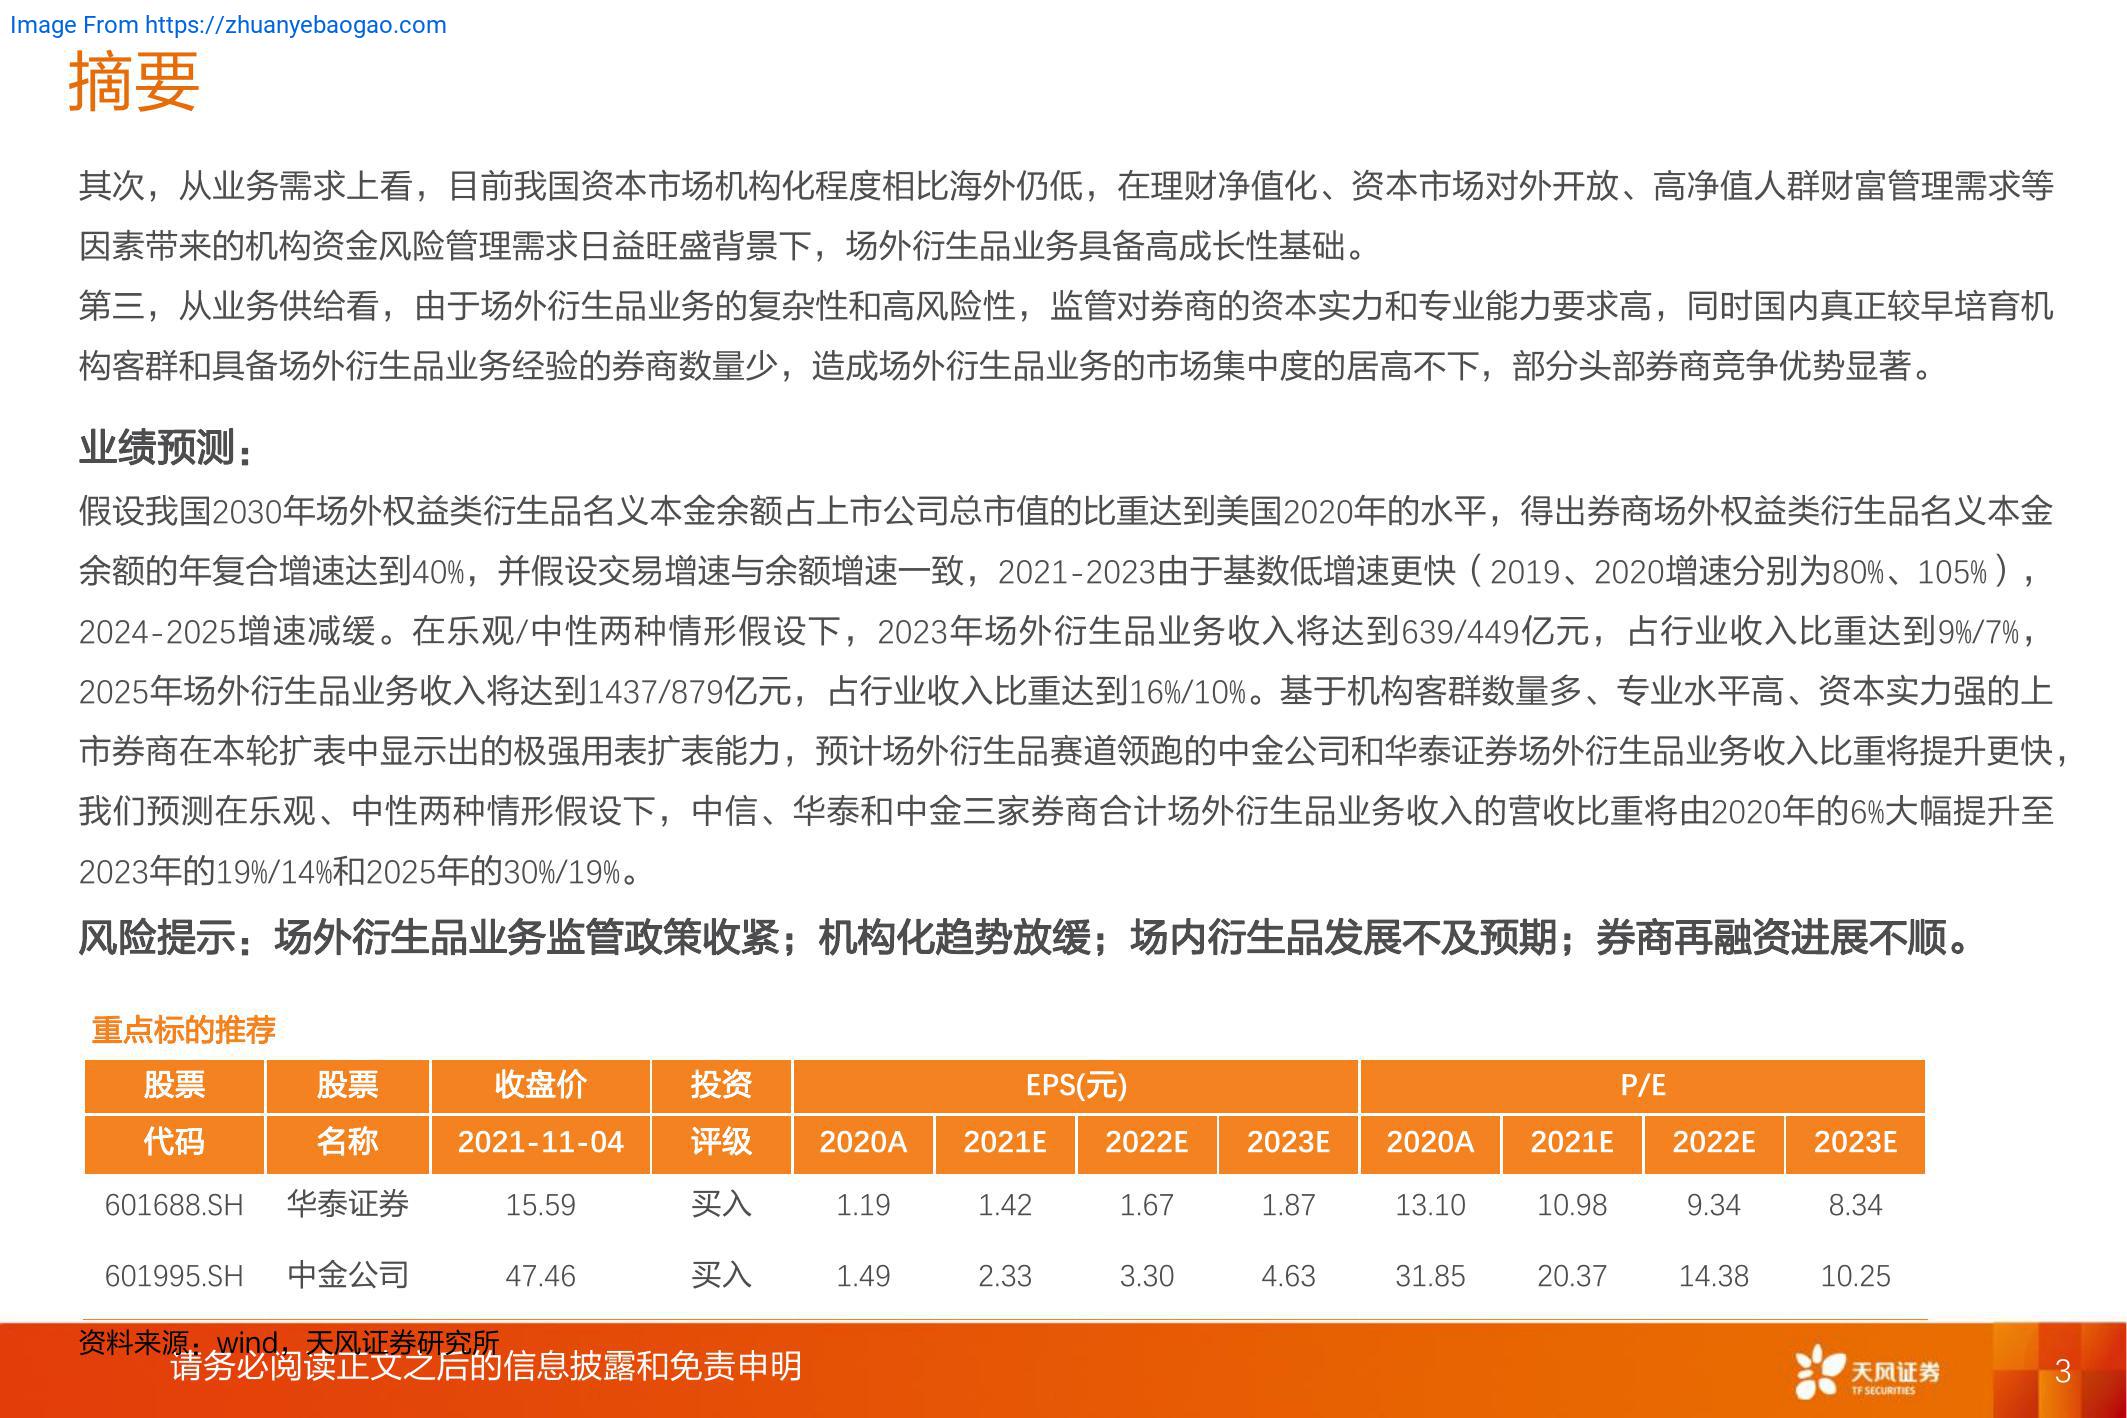 Image From https://zhuanyebaogao.com
摘要
其次，从业务需求上看，目前我国资本市场机构化程度相比海外仍低，在理财净值化、资本市场对外开放、高净值人群财富管理需求等
因素带来的机构资金风险管理需求日益旺盛背景下，场外衍生品业务具备高成长性基础。
第三，从业务供给看，由于场外衍生品业务的复杂性和高风险性，监管对券商的资本实力和专业能力要求高，同时国内真正较早培育机
构客群和具备场外衍生品业务经验的券商数量少，造成场外衍生品业务的市场集中度的居高不下，部分头部券商竞争优势显著。
业绩预测：
假设我国2030年场外权益类衍生品名义本金余额占上市公司总市值的比重达到美国2020年的水平，得出券商场外权益类衍生品名义本金
余额的年复合增速达到40%，并假设交易增速与余额增速一致，2021-2023由于基数低增速更快（2019、2020增速分别为80%、105%），
2024-2025增速减缓。在乐观/中性两种情形假设下，2023年场外衍生品业务收入将达到639/449亿元，占行业收入比重达到9%/7%，
2025年场外衍生品业务收入将达到1437/879亿元，占行业收入比重达到16%/10%。基于机构客群数量多、专业水平高、资本实力强的上
市券商在本轮扩表中显示出的极强用表扩表能力，预计场外衍生品赛道领跑的中金公司和华泰证券场外衍生品业务收入比重将提升更快，
我们预测在乐观、中性两种情形假设下，中信、华泰和中金三家券商合计场外衍生品业务收入的营收比重将由2020年的6%大幅提升至
2023年的19%/14%和2025年的30%/19%。
风险提示：场外衍生品业务监管政策收紧；机构化趋势放缓；场内衍生品发展不及预期；券商再融资进展不顺。
重点标的推荐
股票 股票 收盘价 投资 EPS(元) P/E
代码 名称 2021-11-04 评级 2020A 2021E 2022E 2023E 2020A 2021E 2022E 2023E
601688.SH 华泰证券 15.59 买入 1.19 1.42 1.67 1.87 13.10 10.98 9.34 8.34
601995.SH 中金公司 47.46 买入 1.49 2.33 3.30 4.63 31.85 20.37 14.38 10.25
资料来源：wind，天风证券研究所
请务必阅读正文之后的信息披露和免责申明
天风证券
TF SECURITIES
3